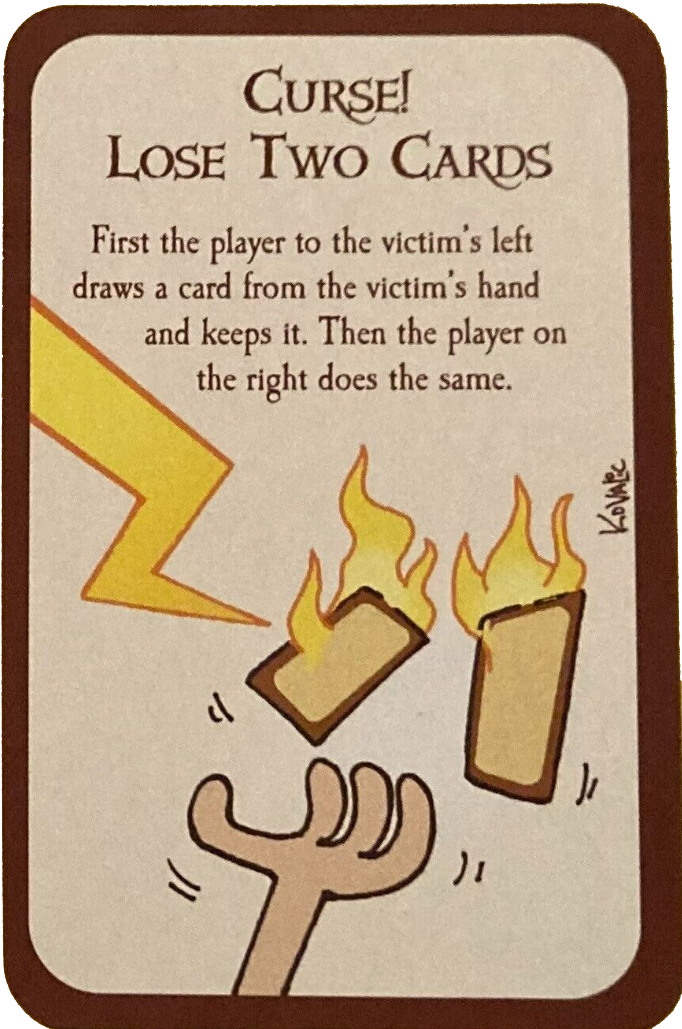 Curse!
Lose Two Cards
First the player to the victim's left
draws a card from the victim's hand
and keeps it. Then the player on
the right does the same.
Kovalic